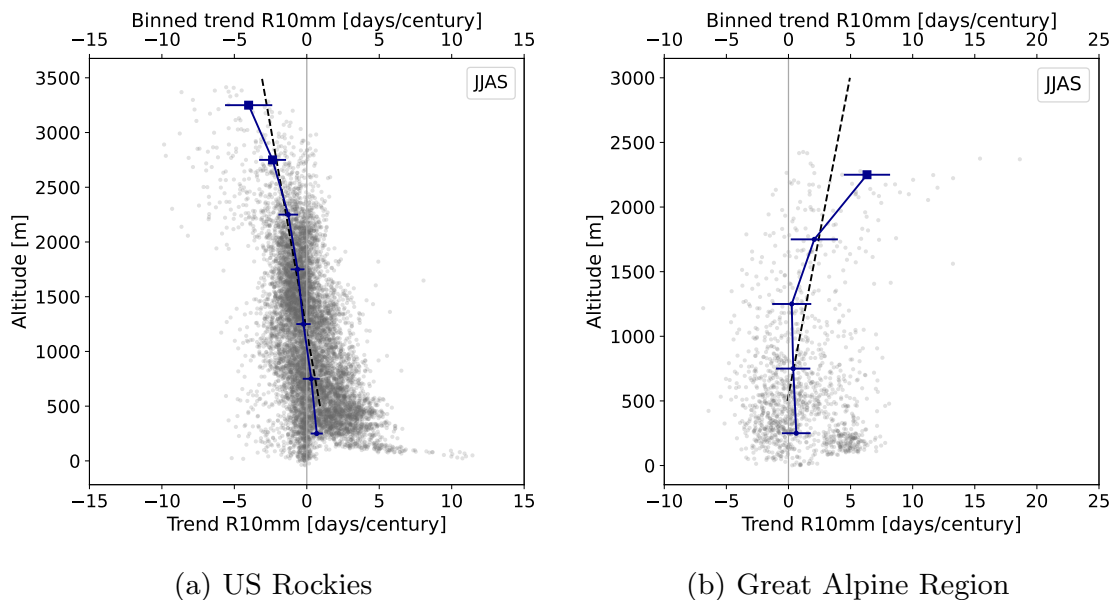 Binned trend R10mm [days/century]
−15 −10 −5 0 5 10 15
3500
3000
2500
2000
1500
1000
500
0
Altitude [m]
JJAS
−15 −10 −5 0 5 10 15
Trend R10mm [days/century]
(a) US Rockies
Binned trend R10mm [days/century]
−10 −5 0 5 10 15 20 25
3000
2500
2000
1500
1000
500
0
Altitude [m]
JJAS
−10 −5 0 5 10 15 20 25
Trend R10mm [days/century]
(b) Great Alpine Region